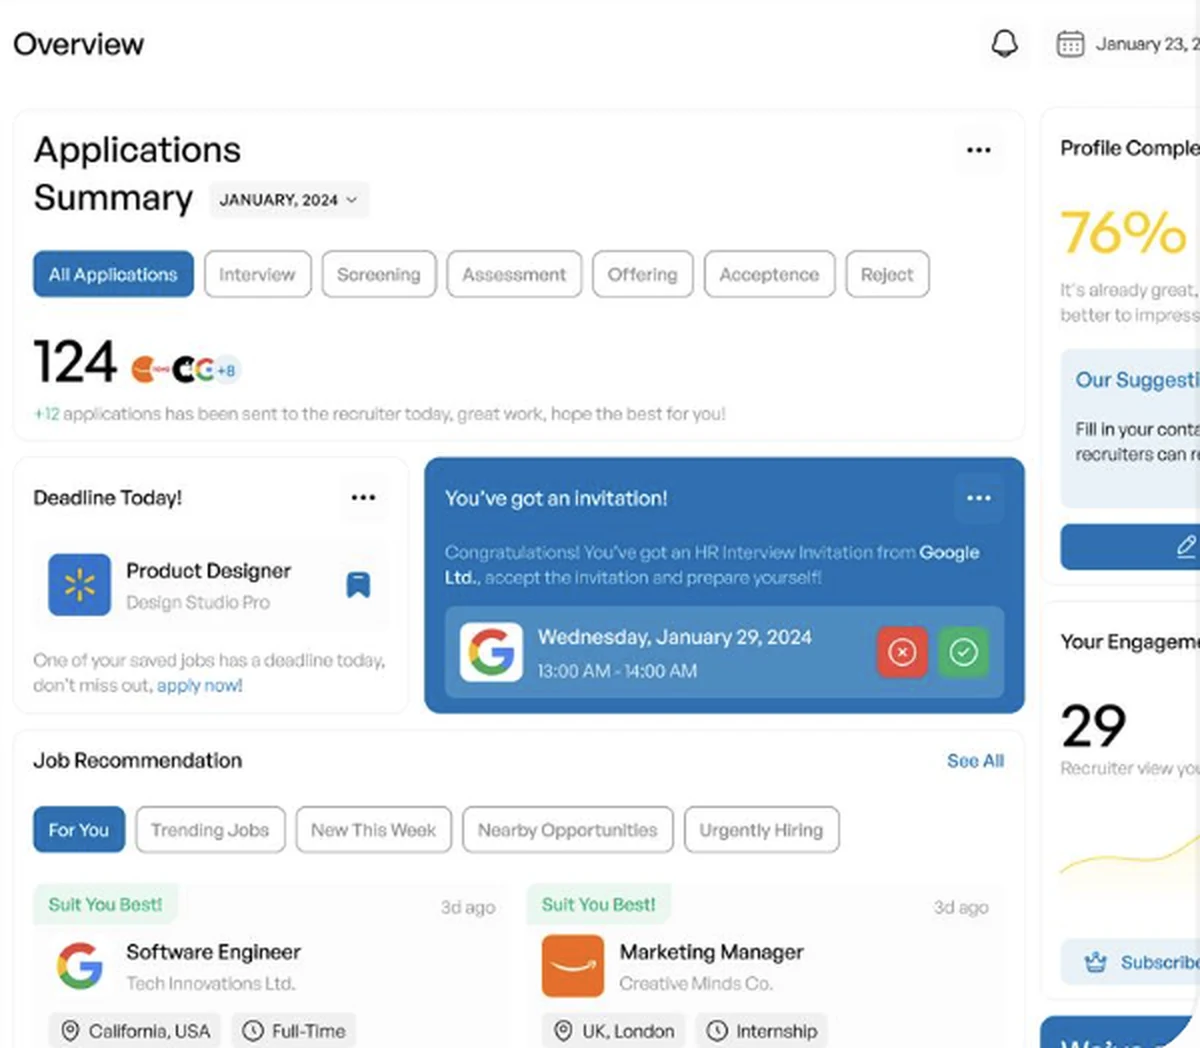 Overview
January 23, 2
Applications
Summary
JANUARY, 2024
All Applications
Interview
Screening
Assessment
Offering
Acceptence
Reject
124
+8
+12 applications has been sent to the recruiter today, great work, hope the best for you!
Deadline Today!
Product Designer
Design Studio Pro
One of your saved jobs has a deadline today,
don't miss out, apply now!
You've got an invitation!
Congratulations! You've got an HR Interview Invitation from Google
Ltd., accept the invitation and prepare yourself!
Wednesday, January 29, 2024
13:00 AM - 14:00 AM
Job Recommendation
See All
For You
Trending Jobs
New This Week
Nearby Opportunities
Urgently Hiring
Suit You Best!
3d ago
Software Engineer
Tech Innovations Ltd.
California, USA
Full-Time
Suit You Best!
3d ago
Marketing Manager
Creative Minds Co.
UK, London
Internship
Profile Comple
76%
It's already great,
better to impress
Our Suggesti
Fill in your conta
recruiters can re
Your Engageme
29
Recruiter view you
Subscribe